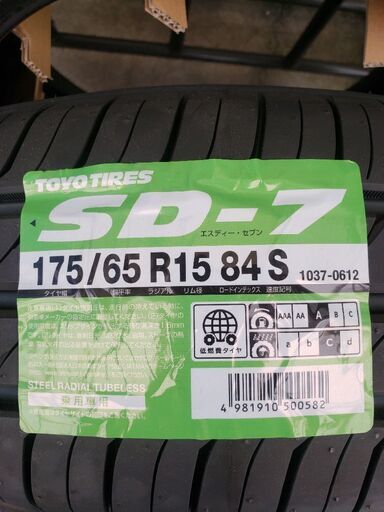 TOYO TIRES
SD-7
エスディー・セブン
175/65 R15 84 S
1037-0612
タイヤ幅 偏平率 ラジアル リム径 ロードインデックス 速度記号
AAA AA A B C
a b c d
低燃費タイヤ
STEEL RADIAL TUBELESS
乗用車用
4 981910 500582